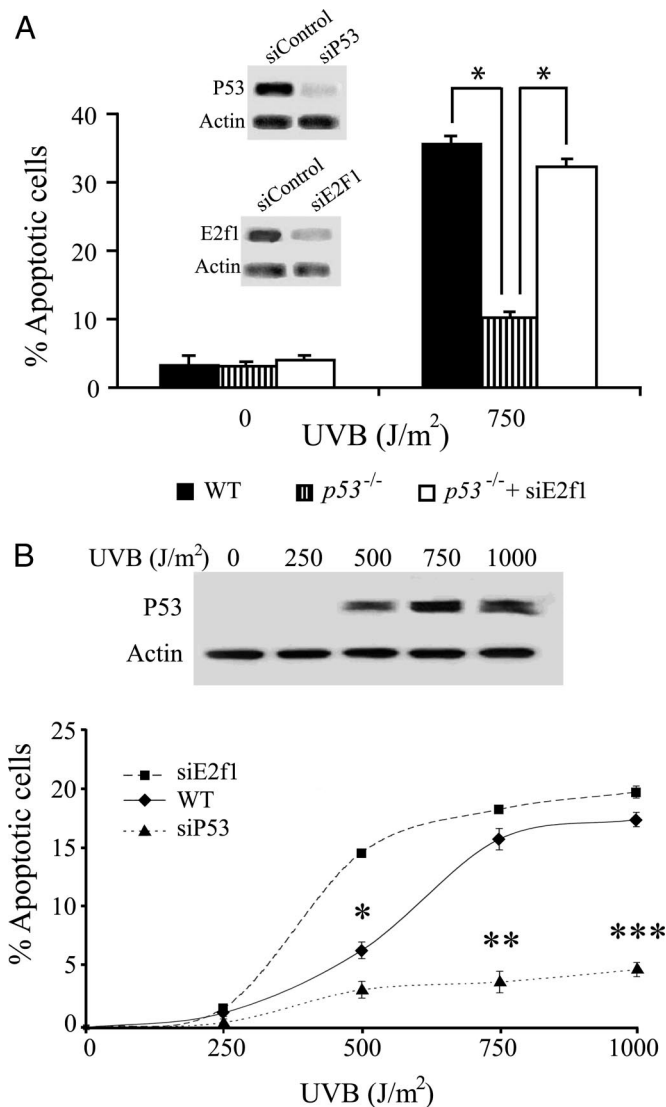 A
siControl siP53
P53
Actin
siControl siE2F1
E2f1
Actin
* *
% Apoptotic cells
40
30
20
10
0
0 750
UVB (J/m²)
WT p53-/- p53-/- + siE2f1
B
UVB (J/m²) 0 250 500 750 1000
P53
Actin
% Apoptotic cells
25
20
15
10
5
0
siE2f1
WT
siP53
* ** ***
0 250 500 750 1000
UVB (J/m²)